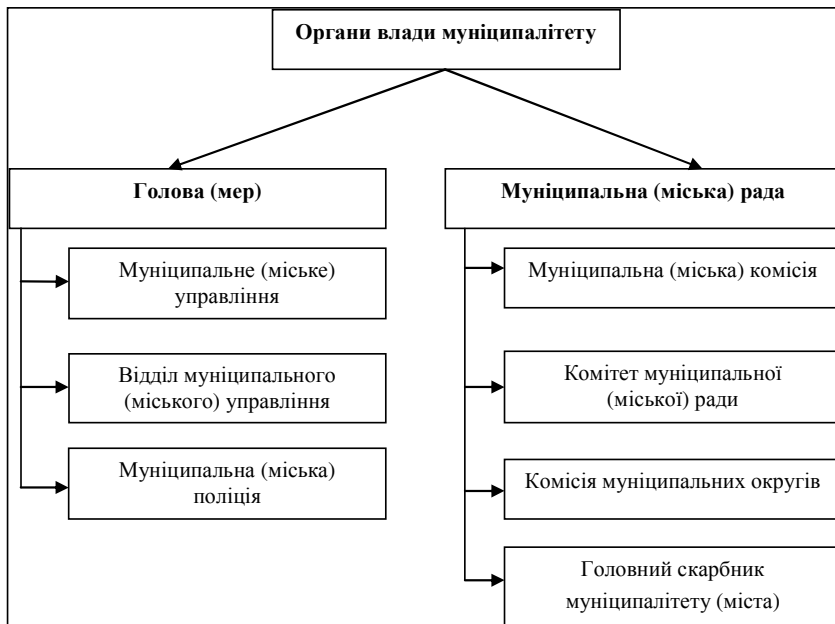 Органи влади муніципалітету
Голова (мер)
Муніципальне (міське)
управління
Відділ муніципального
(міського) управління
Муніципальна (міська)
поліція
Муніципальна (міська) рада
Муніципальна (міська) комісія
Комітет муніципальної
(міської) ради
Комісія муніципальних округів
Головний скарбник
муніципалітету (міста)